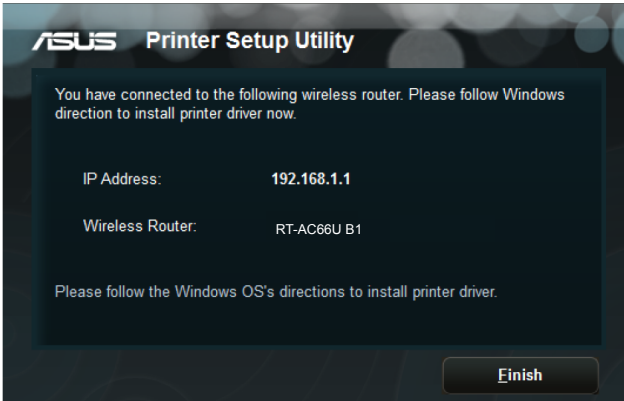 ASUS Printer Setup Utility
You have connected to the following wireless router. Please follow Windows
direction to install printer driver now.
IP Address: 192.168.1.1
Wireless Router: RT-AC66U B1
Please follow the Windows OS's directions to install printer driver.
Finish